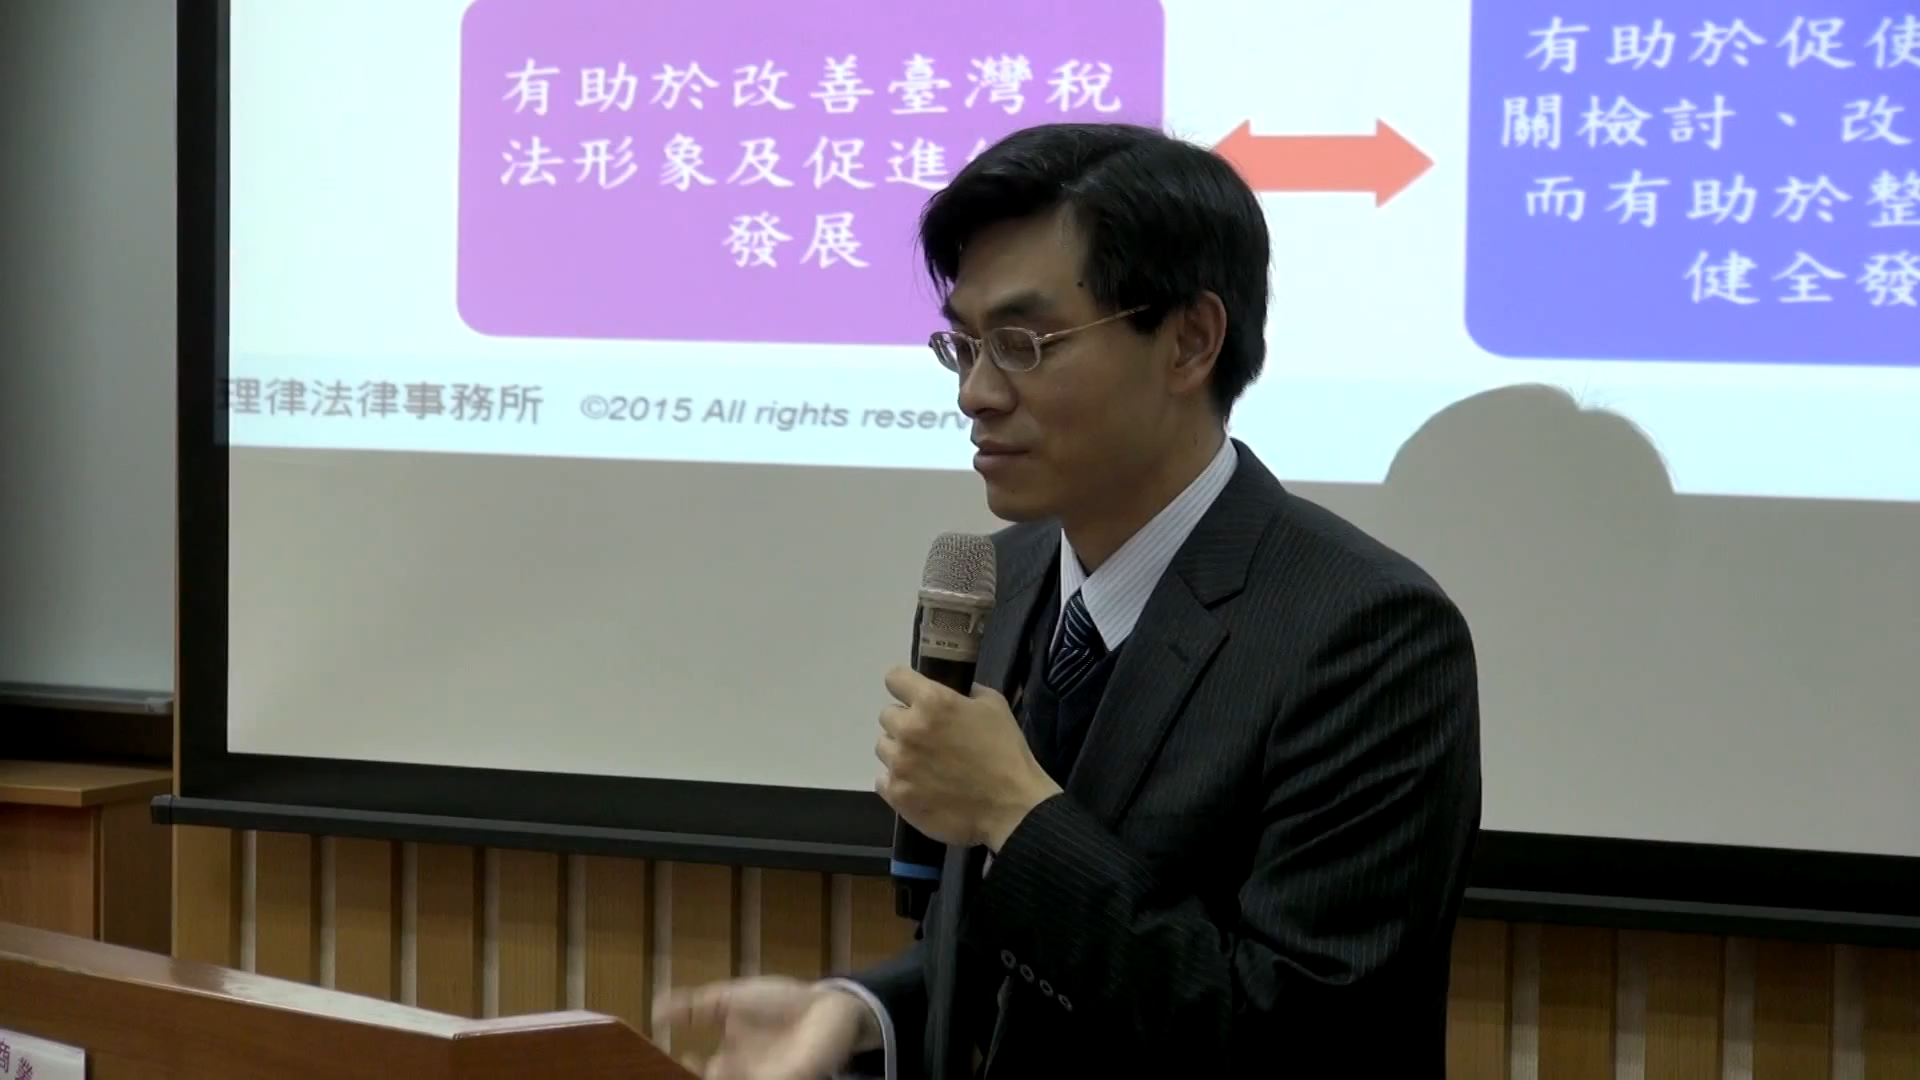 有助於改善臺灣稅
法形象及促進
發展
有助於促使
關檢討、改
而有助於整
健全發
理律法律事務所 ©2015 All rights reserv